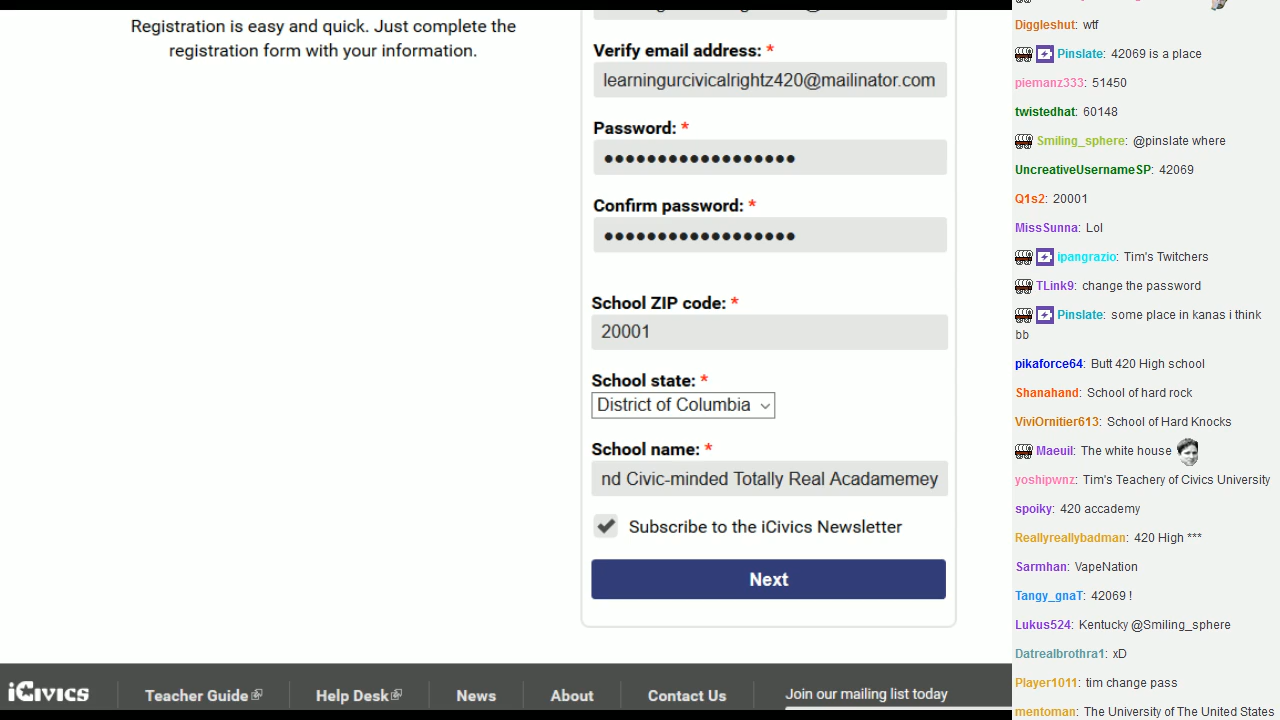 Registration is easy and quick. Just complete the
registration form with your information.
Verify email address: *
learningurcivicalrightz420@mailinator.com
Password: *
••••••••••••••••••
Confirm password: *
••••••••••••••••••
School ZIP code: *
20001
School state: *
District of Columbia
School name: *
nd Civic-minded Totally Real Acadamemey
Subscribe to the iCivics Newsletter
Next
iCivics
Teacher Guide
Help Desk
News
About
Contact Us
Join our mailing list today
Diggleshut: wtf
Pinslate: 42069 is a place
piemanz333: 51450
twistedhat: 60148
Smiling_sphere: @pinslate where
UncreativeUsernameSP: 42069
Q1s2: 20001
MissSunna: Lol
ipangrazio: Tim's Twitchers
TLink9: change the password
Pinslate: some place in kanas i think
bb
pikaforce64: Butt 420 High school
Shanahand: School of hard rock
ViviOrnitier613: School of Hard Knocks
Maeuil: The white house
yoshipwnz: Tim's Teachery of Civics University
spoiky: 420 accademy
Reallyreallybadman: 420 High ***
Sarmhan: VapeNation
Tangy_gnaT: 42069 !
Lukus524: Kentucky @Smiling_sphere
Datrealbrothra1: xD
Player1011: tim change pass
mentoman: The University of The United States